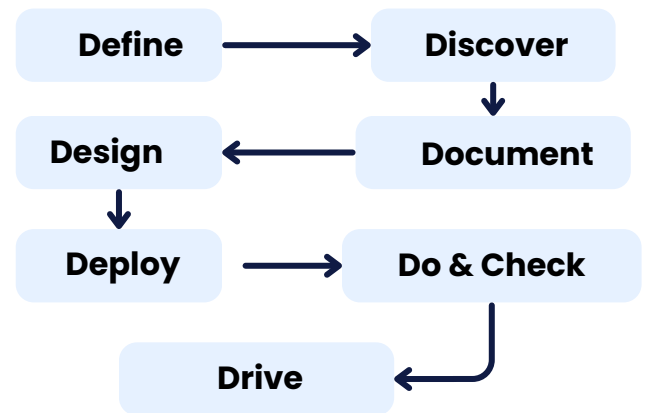 Define
Discover
Design
Document
Deploy
Do & Check
Drive